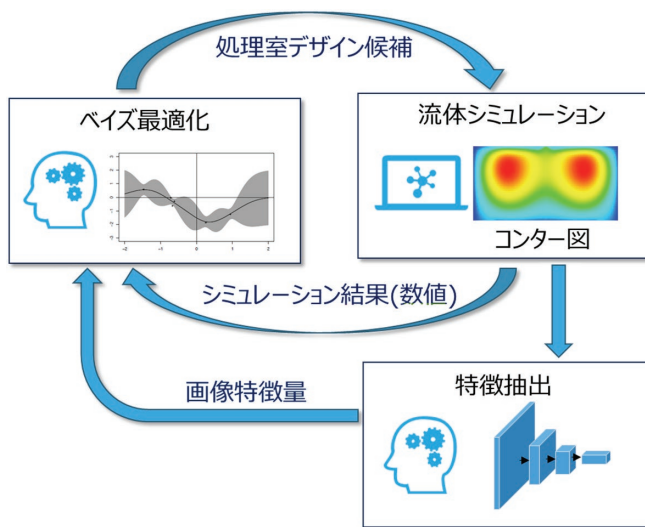 処理室デザイン候補
ベイズ最適化
流体シミュレーション
コンター図
シミュレーション結果(数値)
画像特徴量
特徴抽出